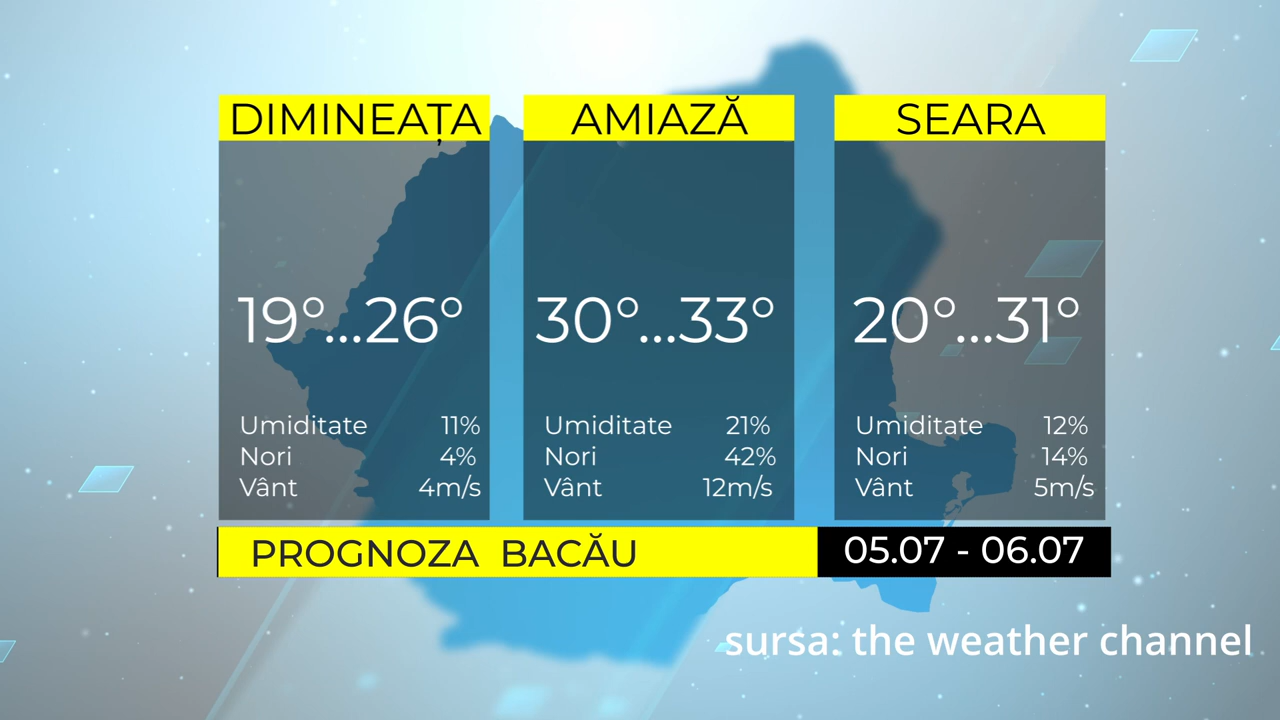 DIMINEAȚA
19°...26°
Umiditate 11%
Nori 4%
Vânt 4m/s
AMIAZĂ
30°...33°
Umiditate 21%
Nori 42%
Vânt 12m/s
SEARA
20°...31°
Umiditate 12%
Nori 14%
Vânt 5m/s
PROGNOZA BACĂU
05.07 - 06.07
sursa: the weather channel